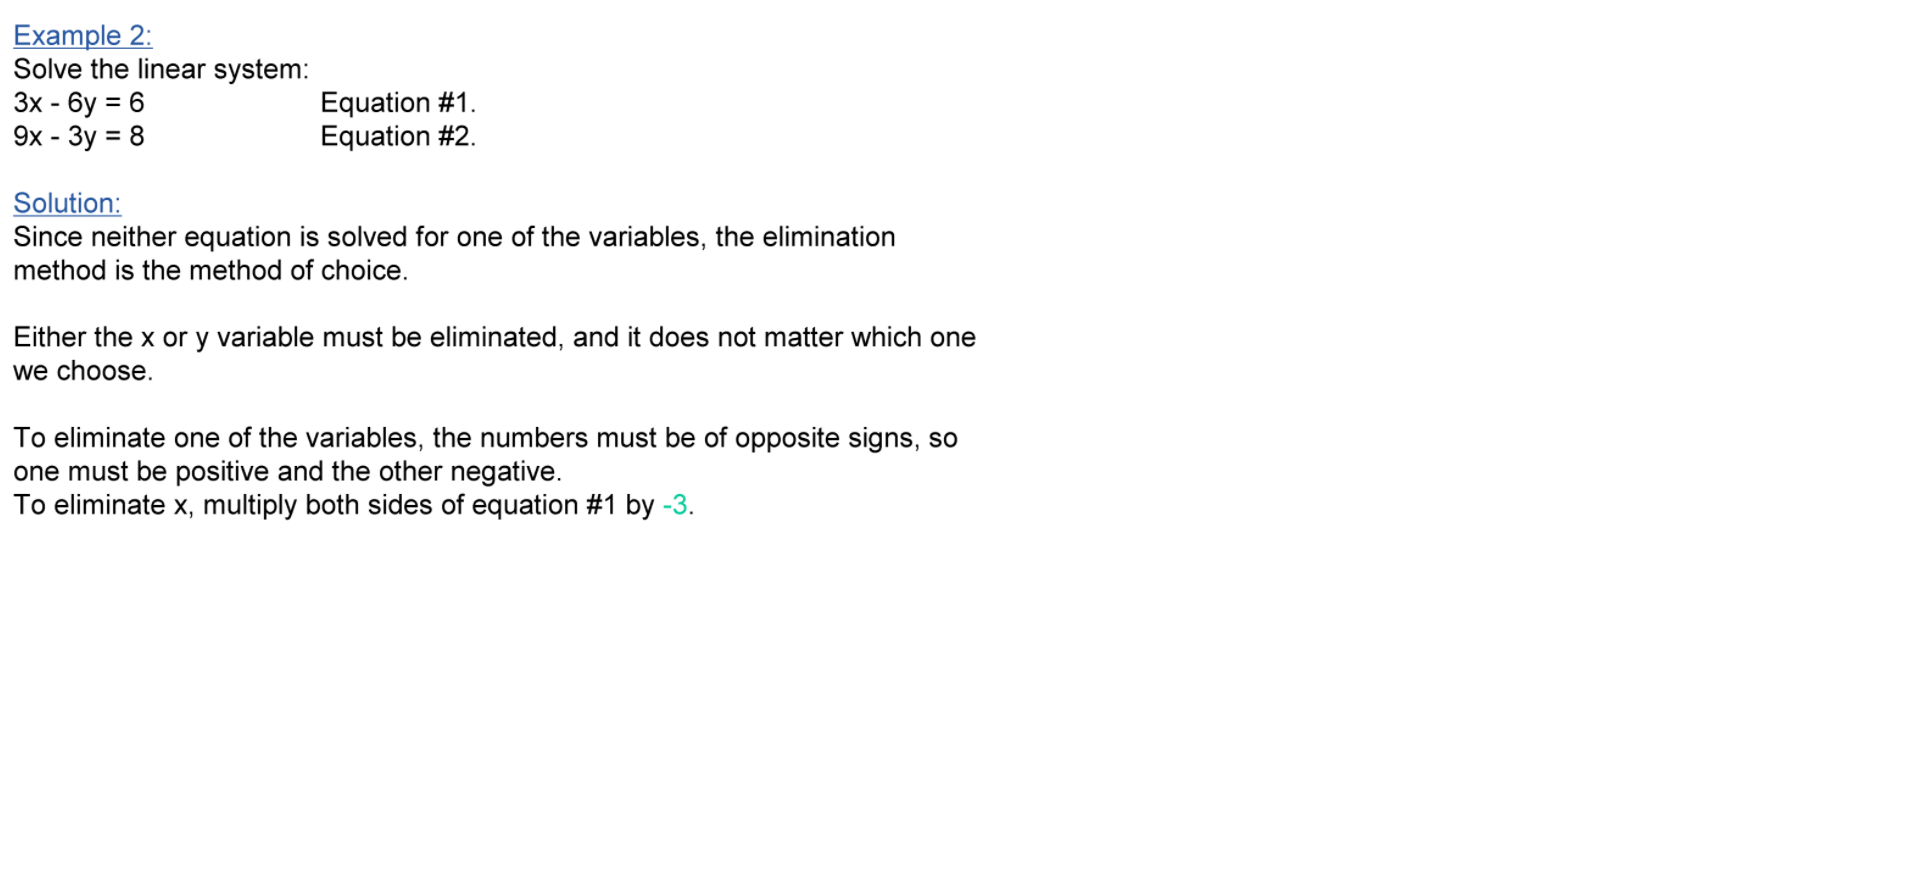 Example 2:
Solve the linear system:
3x - 6y = 6 Equation #1.
9x - 3y = 8 Equation #2.
Solution:
Since neither equation is solved for one of the variables, the elimination
method is the method of choice.
Either the x or y variable must be eliminated, and it does not matter which one
we choose.
To eliminate one of the variables, the numbers must be of opposite signs, so
one must be positive and the other negative.
To eliminate x, multiply both sides of equation #1 by -3.